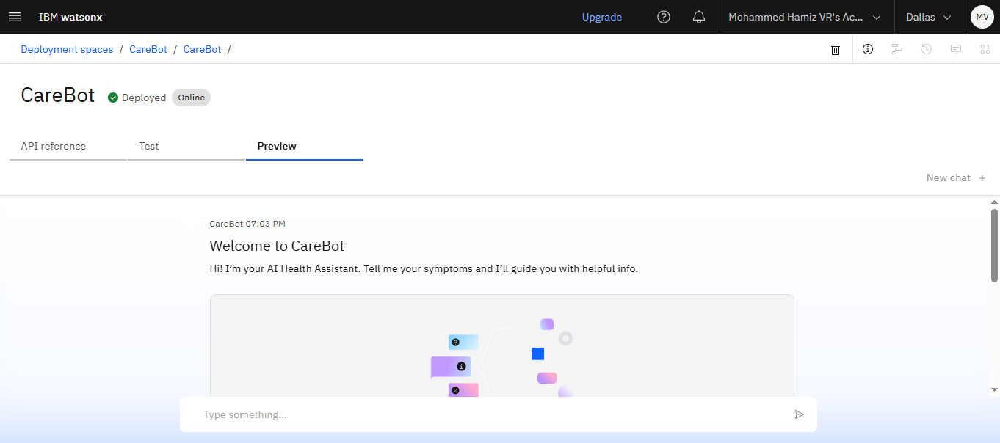 IBM watsonx Upgrade Mohammed Hamiz VR's Ac... Dallas MV
Deployment spaces / CareBot / CareBot /
CareBot Deployed Online
API reference Test Preview
New chat +
CareBot 07:03 PM
Welcome to CareBot
Hi! I’m your AI Health Assistant. Tell me your symptoms and I’ll guide you with helpful info.
Type something...